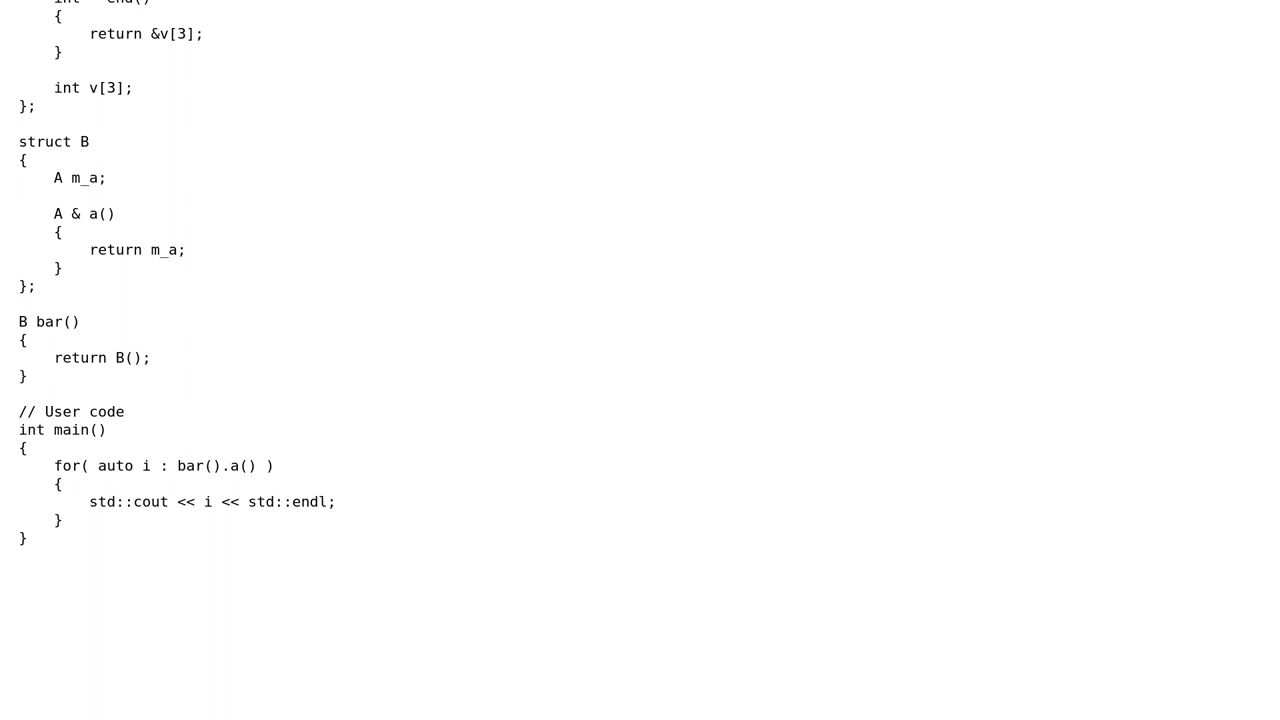 {
        return &v[3];
    }

    int v[3];
};

struct B
{
    A m_a;

    A & a()
    {
        return m_a;
    }
};

B bar()
{
    return B();
}

// User code
int main()
{
    for( auto i : bar().a() )
    {
        std::cout << i << std::endl;
    }
}